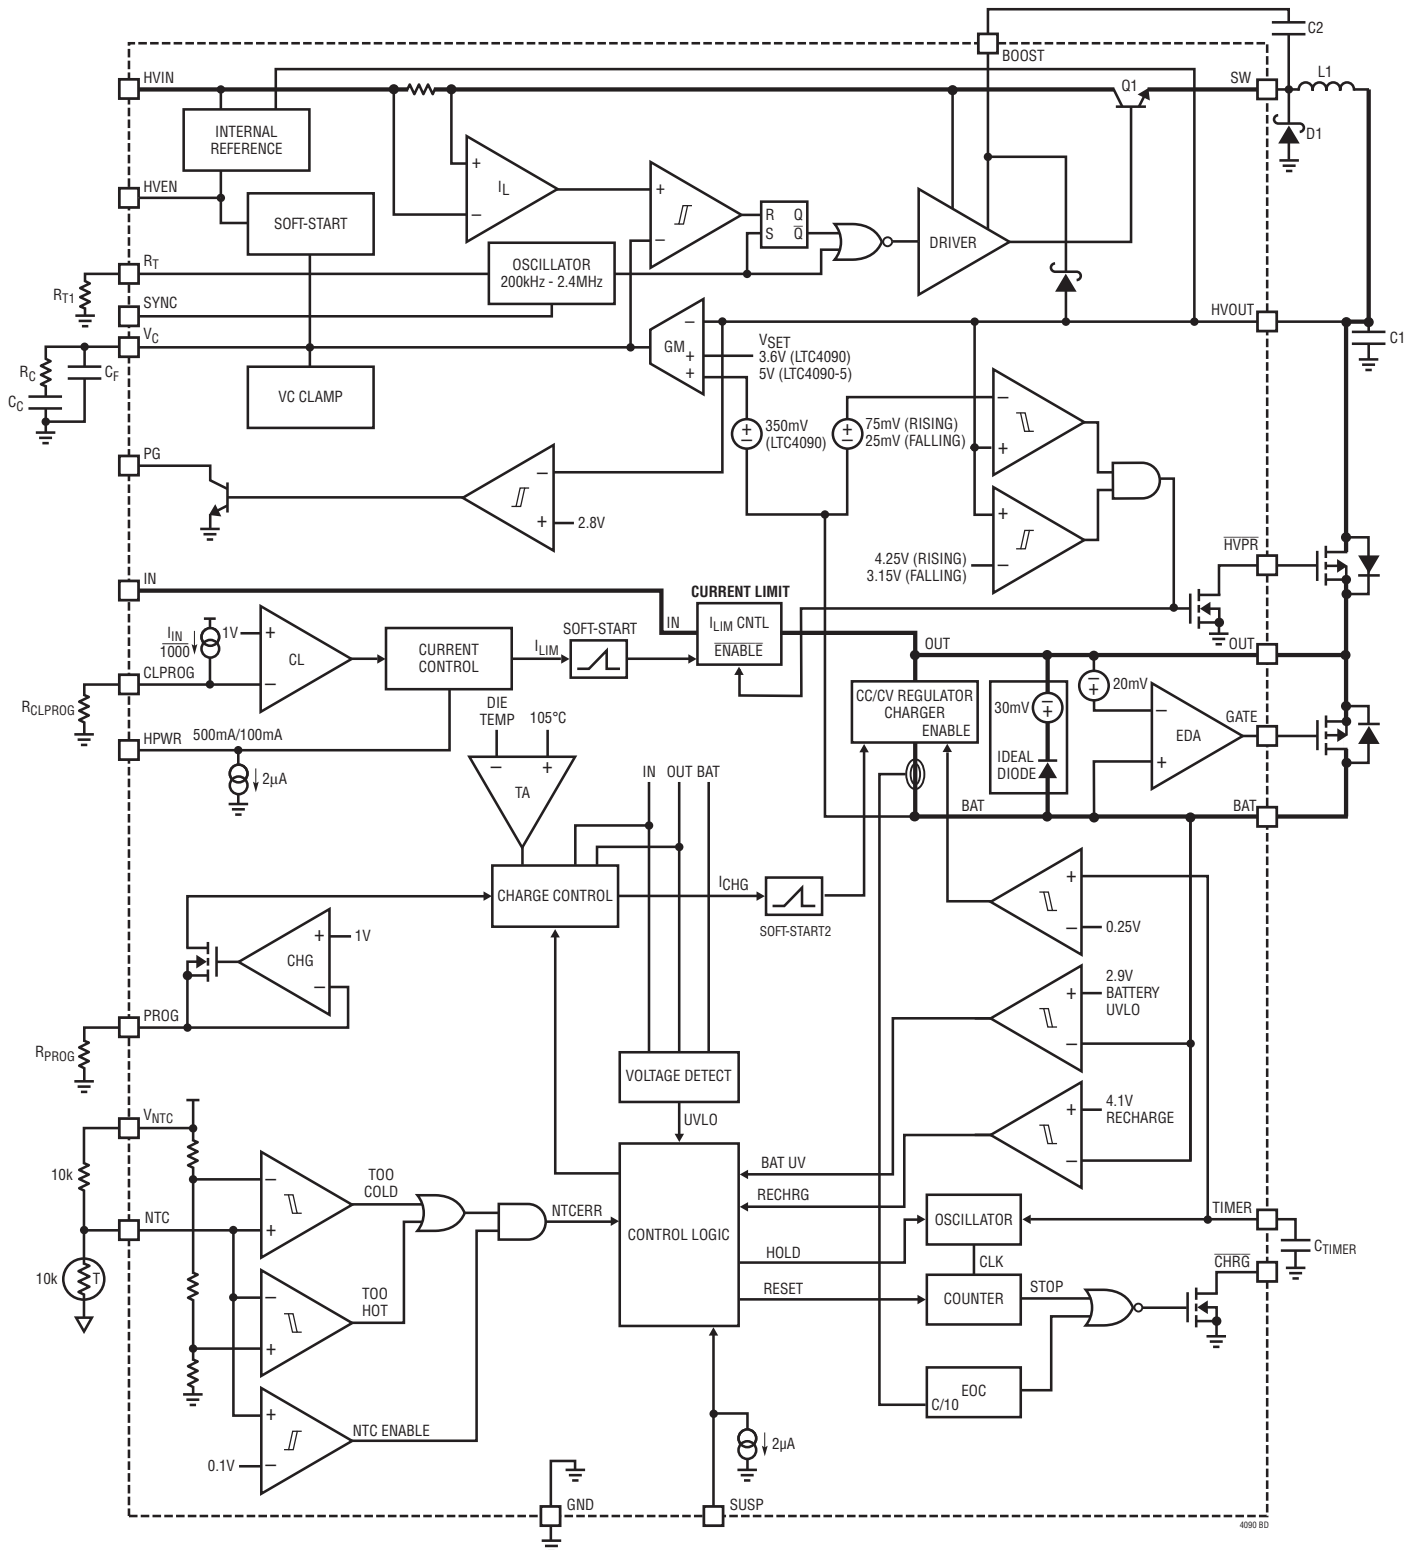 C2
BOOST
HVIN
Q1
SW
L1
D1
INTERNAL
REFERENCE
+
IL
−
HVEN
SOFT-START
+
−
R Q
S Q̅
DRIVER
RT
OSCILLATOR
200kHz - 2.4MHz
RT1
SYNC
HVOUT
VC
GM
−
+
+
VSET
3.6V (LTC4090)
5V (LTC4090-5)
C1
RC
CF
CC
VC CLAMP
+
−
350mV
(LTC4090)
+
−
75mV (RISING)
25mV (FALLING)
−
+
PG
−
+
2.8V
+
−
4.25V (RISING)
3.15V (FALLING)
H̅V̅P̅R̅
IN
CURRENT LIMIT
IN
ILIM CNTL
E̅N̅A̅B̅L̅E̅
IIN
1000
1V
+
CL
−
CURRENT
CONTROL
ILIM
SOFT-START
OUT
OUT
CLPROG
RCLPROG
CC/CV REGULATOR
CHARGER
ENABLE
30mV
+
−
IDEAL
DIODE
20mV
−
+
−
EDA
+
GATE
HPWR
500mA/100mA
2µA
DIE
TEMP
105°C
−
+
TA
IN OUT BAT
BAT
BAT
CHARGE CONTROL
ICHG
SOFT-START2
+
−
0.25V
+
1V
CHG
−
PROG
RPROG
2.9V
BATTERY
UVLO
+
−
VOLTAGE DETECT
UVLO
4.1V
RECHARGE
+
−
VNTC
10k
NTC
10k
T
−
+
TOO
COLD
−
+
TOO
HOT
NTCERR
CONTROL LOGIC
BAT UV
RECHRG
HOLD
RESET
OSCILLATOR
CLK
COUNTER
STOP
TIMER
CTIMER
C̅H̅R̅G̅
EOC
C/10
+
−
0.1V
NTC ENABLE
2µA
GND
SUSP
4090 BD